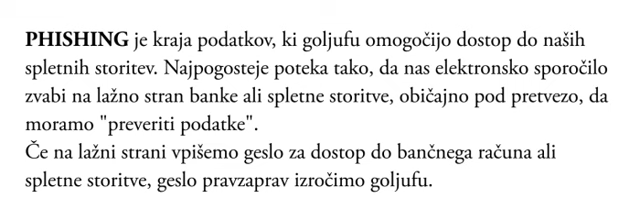 PHISHING je kraja podatkov, ki goljufu omogočijo dostop do naših
spletnih storitev. Najpogosteje poteka tako, da nas elektronsko sporočilo
zvabi na lažno stran banke ali spletne storitve, običajno pod pretvezo, da
moramo "preveriti podatke".
Če na lažni strani vpišemo geslo za dostop do bančnega računa ali
spletne storitve, geslo pravzaprav izročimo goljufu.